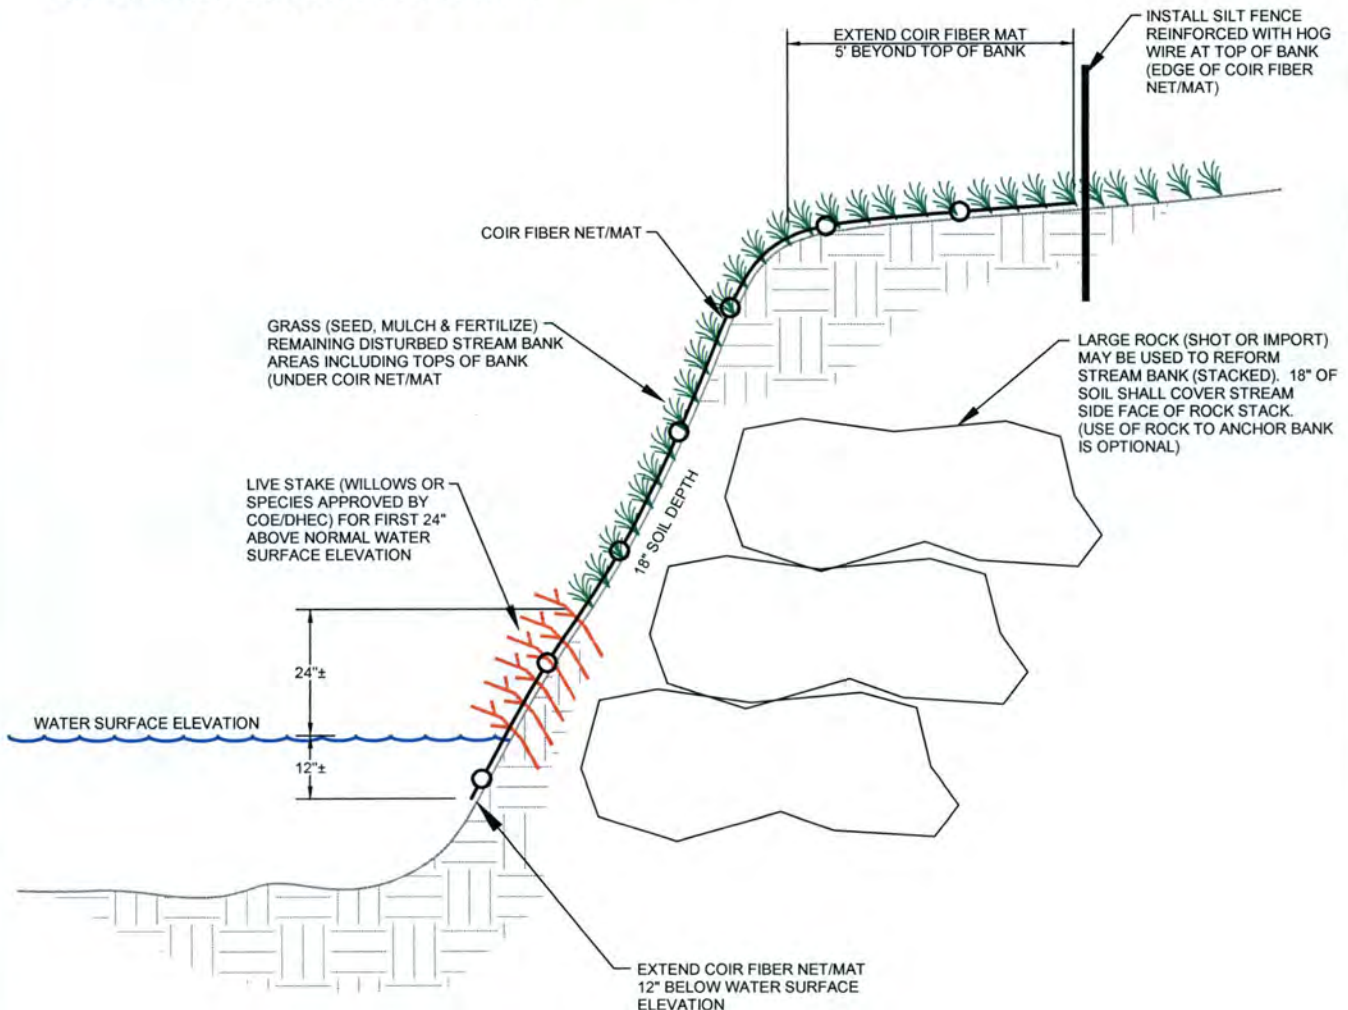 INSTALL SILT FENCE
REINFORCED WITH HOG
WIRE AT TOP OF BANK
(EDGE OF COIR FIBER
NET/MAT)
EXTEND COIR FIBER MAT
5' BEYOND TOP OF BANK
COIR FIBER NET/MAT
GRASS (SEED, MULCH & FERTILIZE)
REMAINING DISTURBED STREAM BANK
AREAS INCLUDING TOPS OF BANK
(UNDER COIR NET/MAT
LARGE ROCK (SHOT OR IMPORT)
MAY BE USED TO REFORM
STREAM BANK (STACKED). 18" OF
SOIL SHALL COVER STREAM
SIDE FACE OF ROCK STACK.
(USE OF ROCK TO ANCHOR BANK
IS OPTIONAL)
LIVE STAKE (WILLOWS OR
SPECIES APPROVED BY
COE/DHEC) FOR FIRST 24"
ABOVE NORMAL WATER
SURFACE ELEVATION
18" SOIL DEPTH
24"±
WATER SURFACE ELEVATION
12"±
EXTEND COIR FIBER NET/MAT
12" BELOW WATER SURFACE
ELEVATION